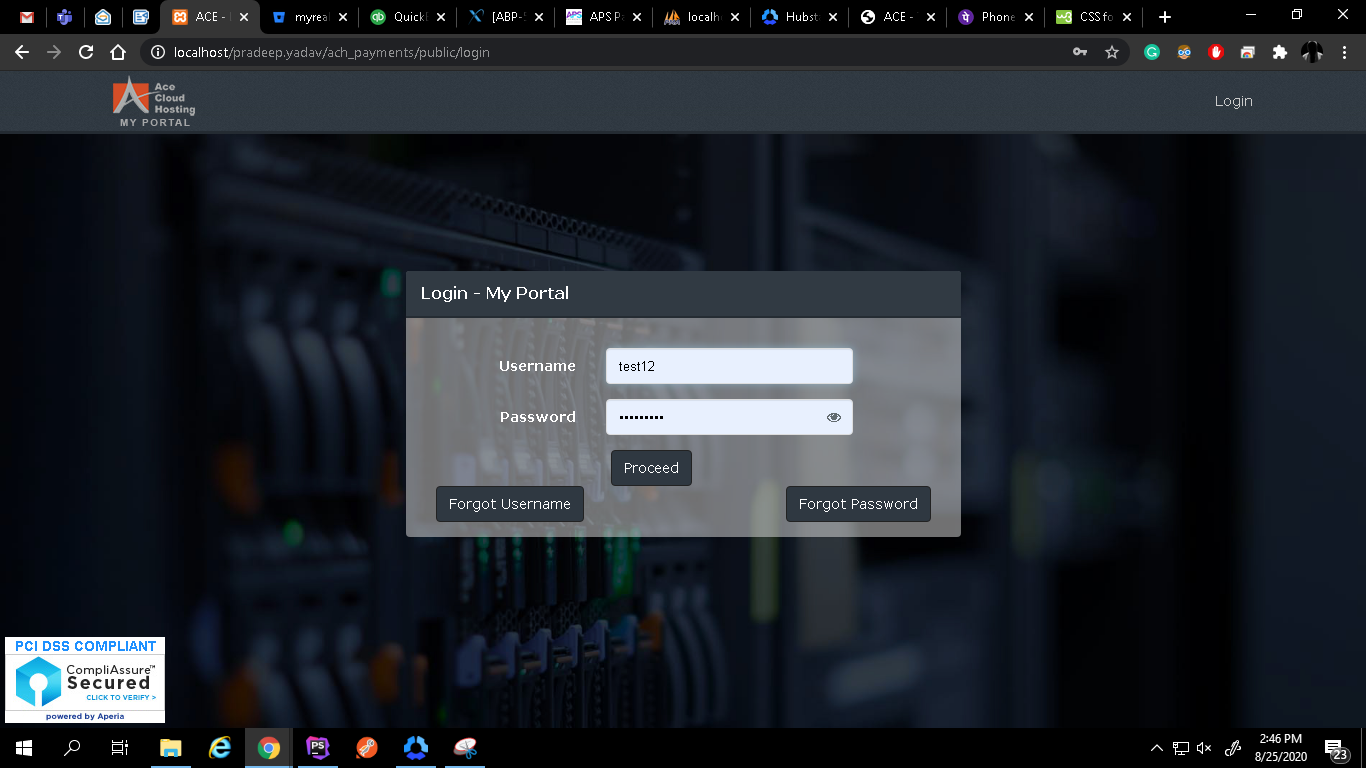 ACE -
myreal
QuickB
[ABP-
APS P
localh
Hubst
ACE -
Phone
CSS fo
localhost/pradeep.yadav/ach_payments/public/login
Ace
Cloud
Hosting
MY PORTAL
Login
Login - My Portal
Username
test12
Password
Proceed
Forgot Username
Forgot Password
PCI DSS COMPLIANT
CompliAssure™
Secured
CLICK TO VERIFY >
powered by Aperia
PS
2:46 PM
8/25/2020
23